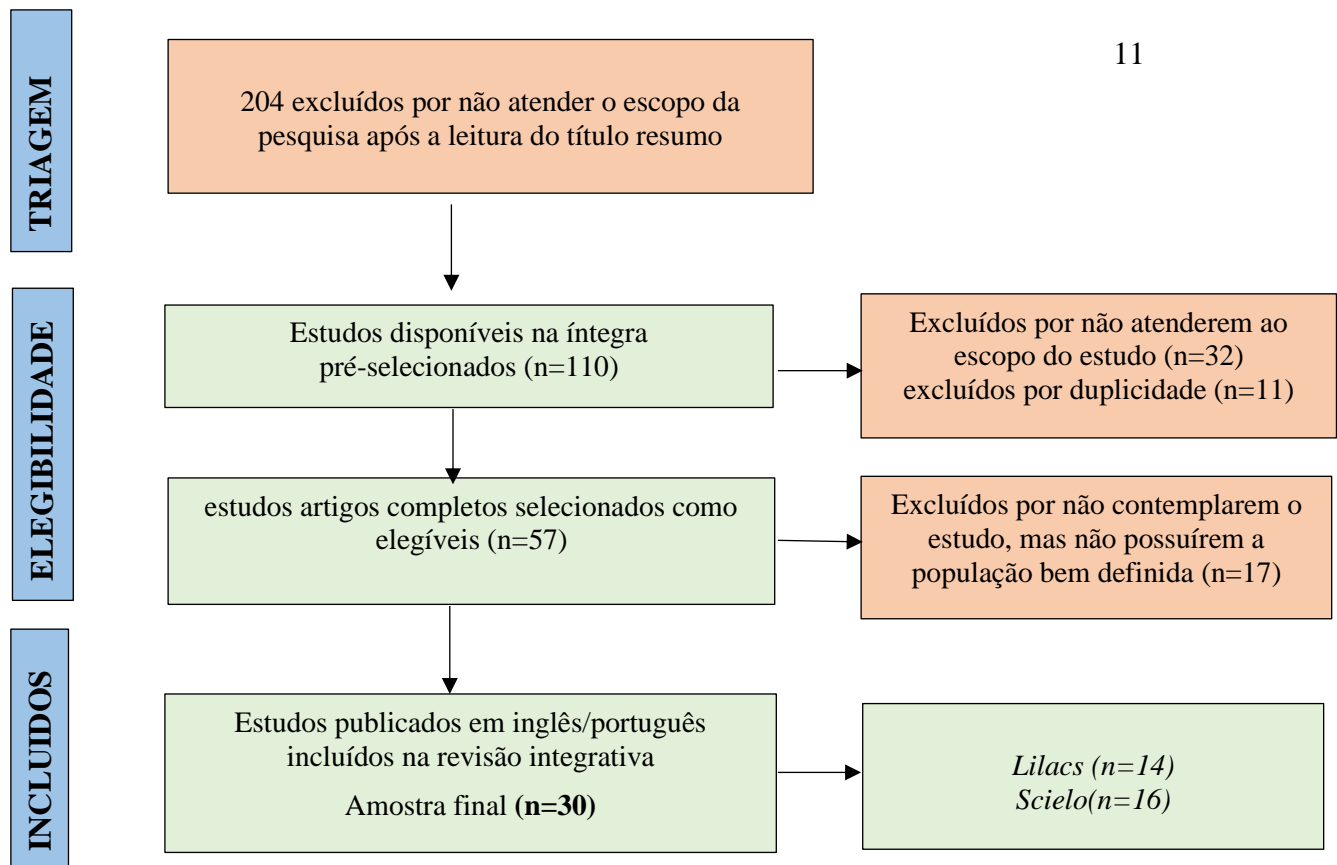 11
TRIAGEM
204 excluídos por não atender o escopo da
pesquisa após a leitura do título resumo
ELEGIBILIDADE
Estudos disponíveis na íntegra
pré-selecionados (n=110)
Excluídos por não atenderem ao
escopo do estudo (n=32)
excluídos por duplicidade (n=11)
estudos artigos completos selecionados como
elegíveis (n=57)
Excluídos por não contemplarem o
estudo, mas não possuírem a
população bem definida (n=17)
INCLUIDOS
Estudos publicados em inglês/português
incluídos na revisão integrativa
Amostra final (n=30)
Lilacs (n=14)
Scielo(n=16)